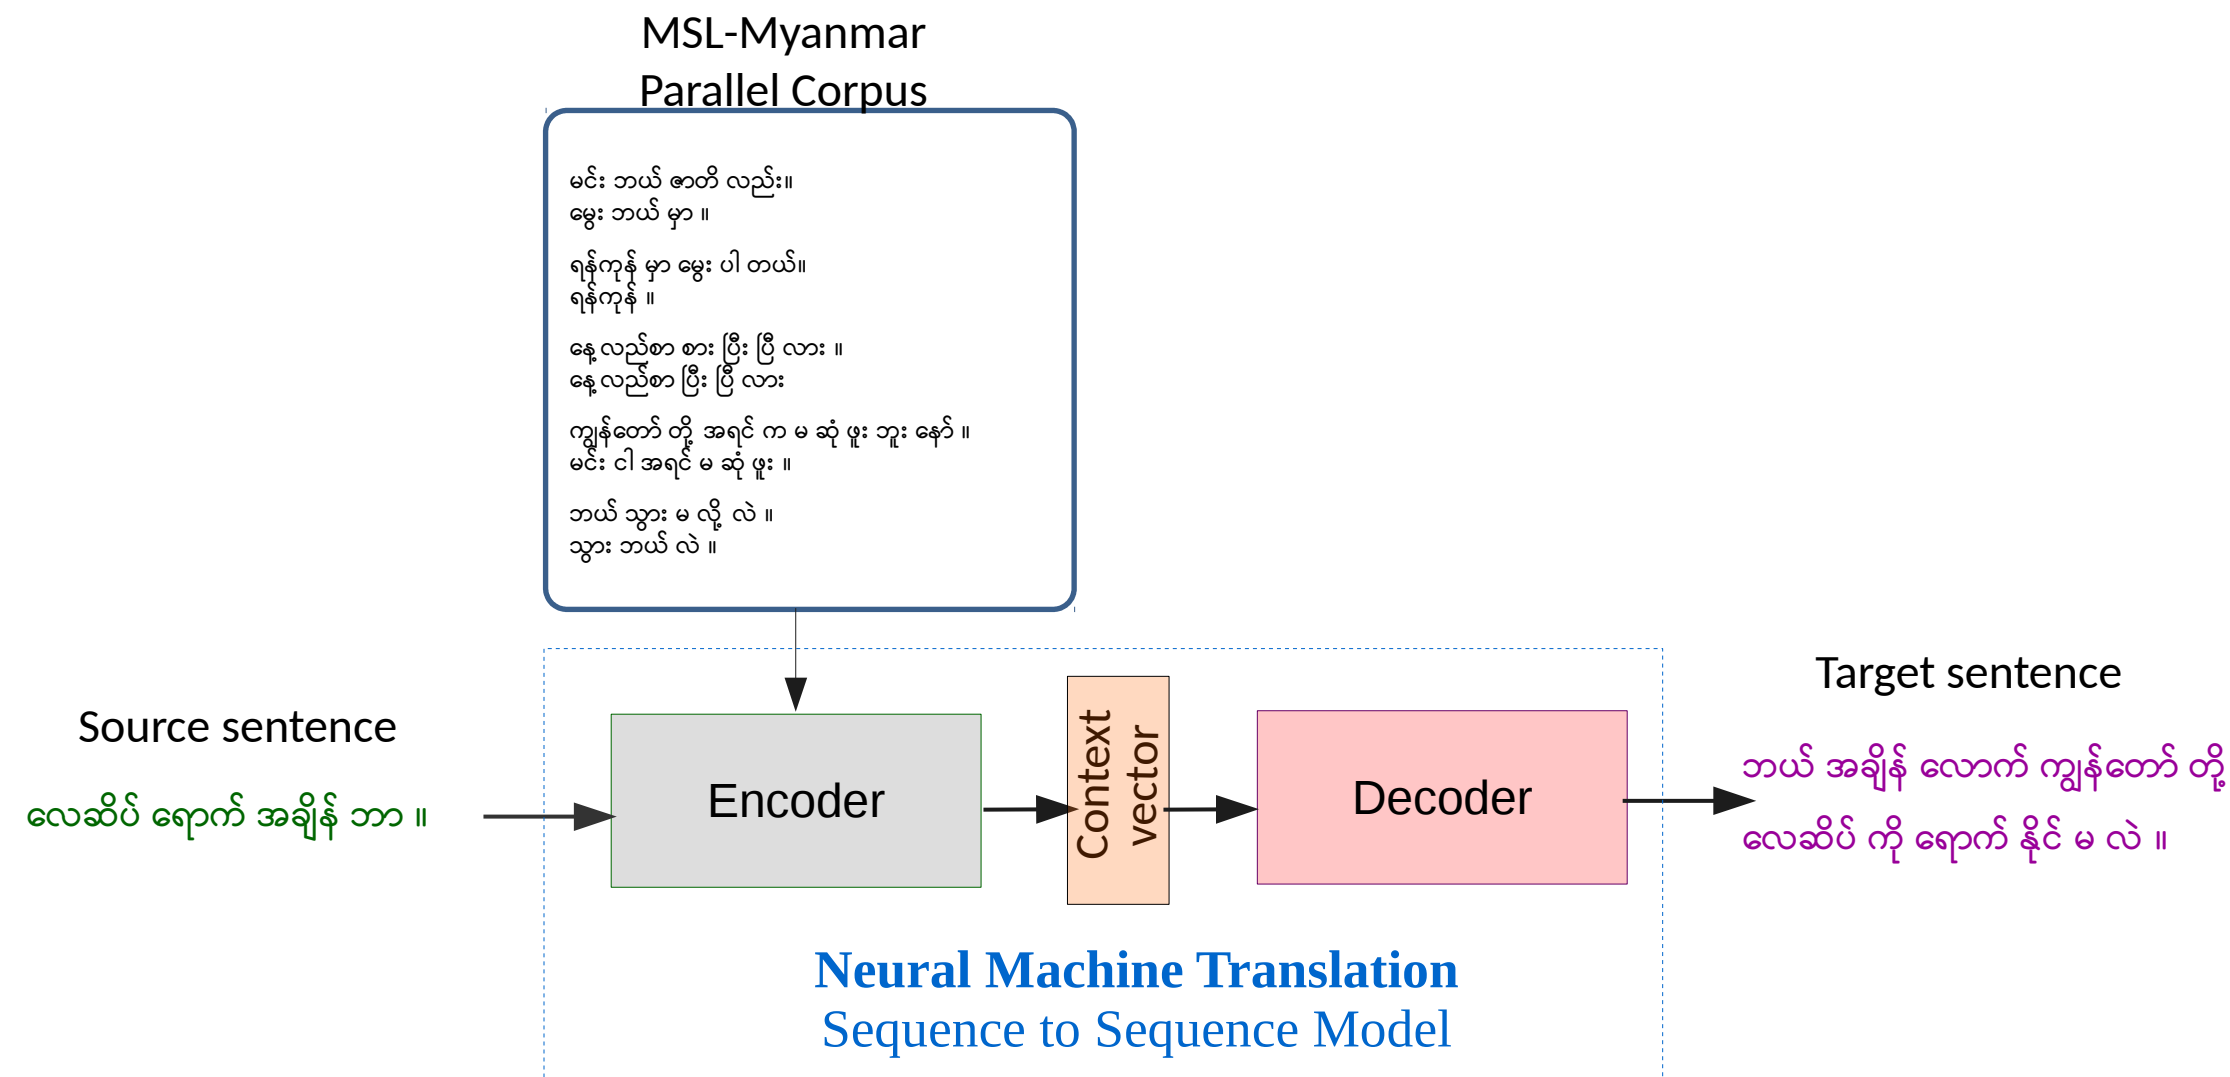 MSL-Myanmar
Parallel Corpus
မင်း ဘယ် ဇာတိ လည်း။
မွေး ဘယ် မှာ ။
ရန်ကုန် မှာ မွေး ပါ တယ်။
ရန်ကုန် ။
နေ့လည်စာ စား ပြီး ပြီ လား ။
နေ့လည်စာ ပြီး ပြီ လား
ကျွန်တော် တို့ အရင် က မ ဆုံ ဖူး ဘူး နော် ။
မင်း ငါ အရင် မ ဆုံ ဖူး ။
ဘယ် သွား မ လို့ လဲ ။
သွား ဘယ် လဲ ။
Source sentence
လေဆိပ် ရောက် အချိန် ဘာ ။
Encoder
Context
vector
Decoder
Target sentence
ဘယ် အချိန် လောက် ကျွန်တော် တို့
လေဆိပ် ကို ရောက် နိုင် မ လဲ ။
Neural Machine Translation
Sequence to Sequence Model